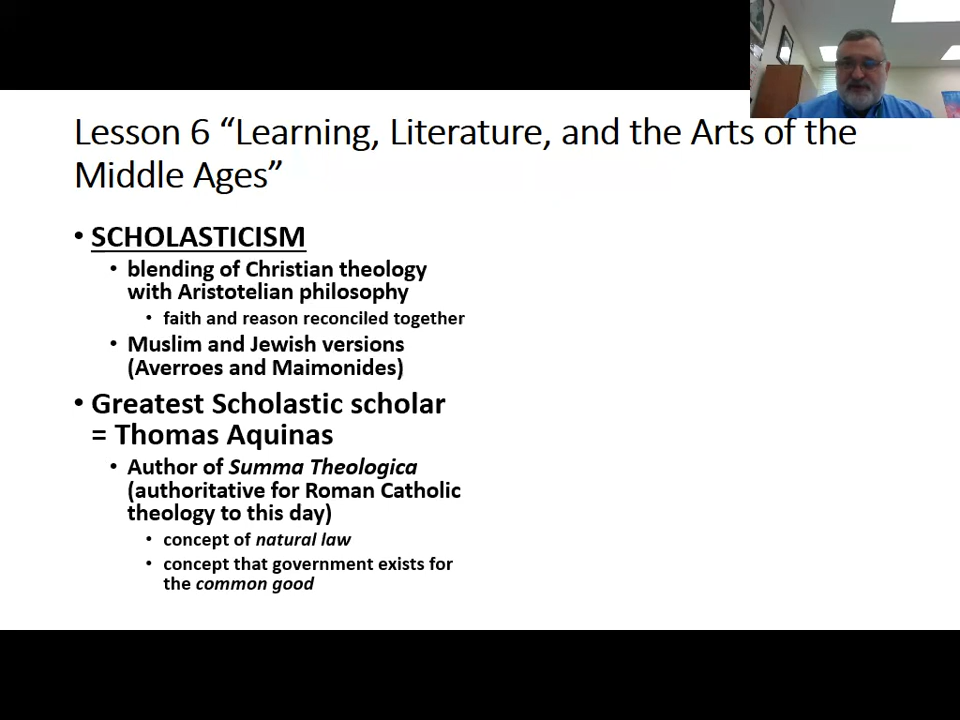 Lesson 6 “Learning, Literature, and the Arts of the
Middle Ages”
• SCHOLASTICISM
• blending of Christian theology
with Aristotelian philosophy
• faith and reason reconciled together
• Muslim and Jewish versions
(Averroes and Maimonides)
• Greatest Scholastic scholar
= Thomas Aquinas
• Author of Summa Theologica
(authoritative for Roman Catholic
theology to this day)
• concept of natural law
• concept that government exists for
the common good